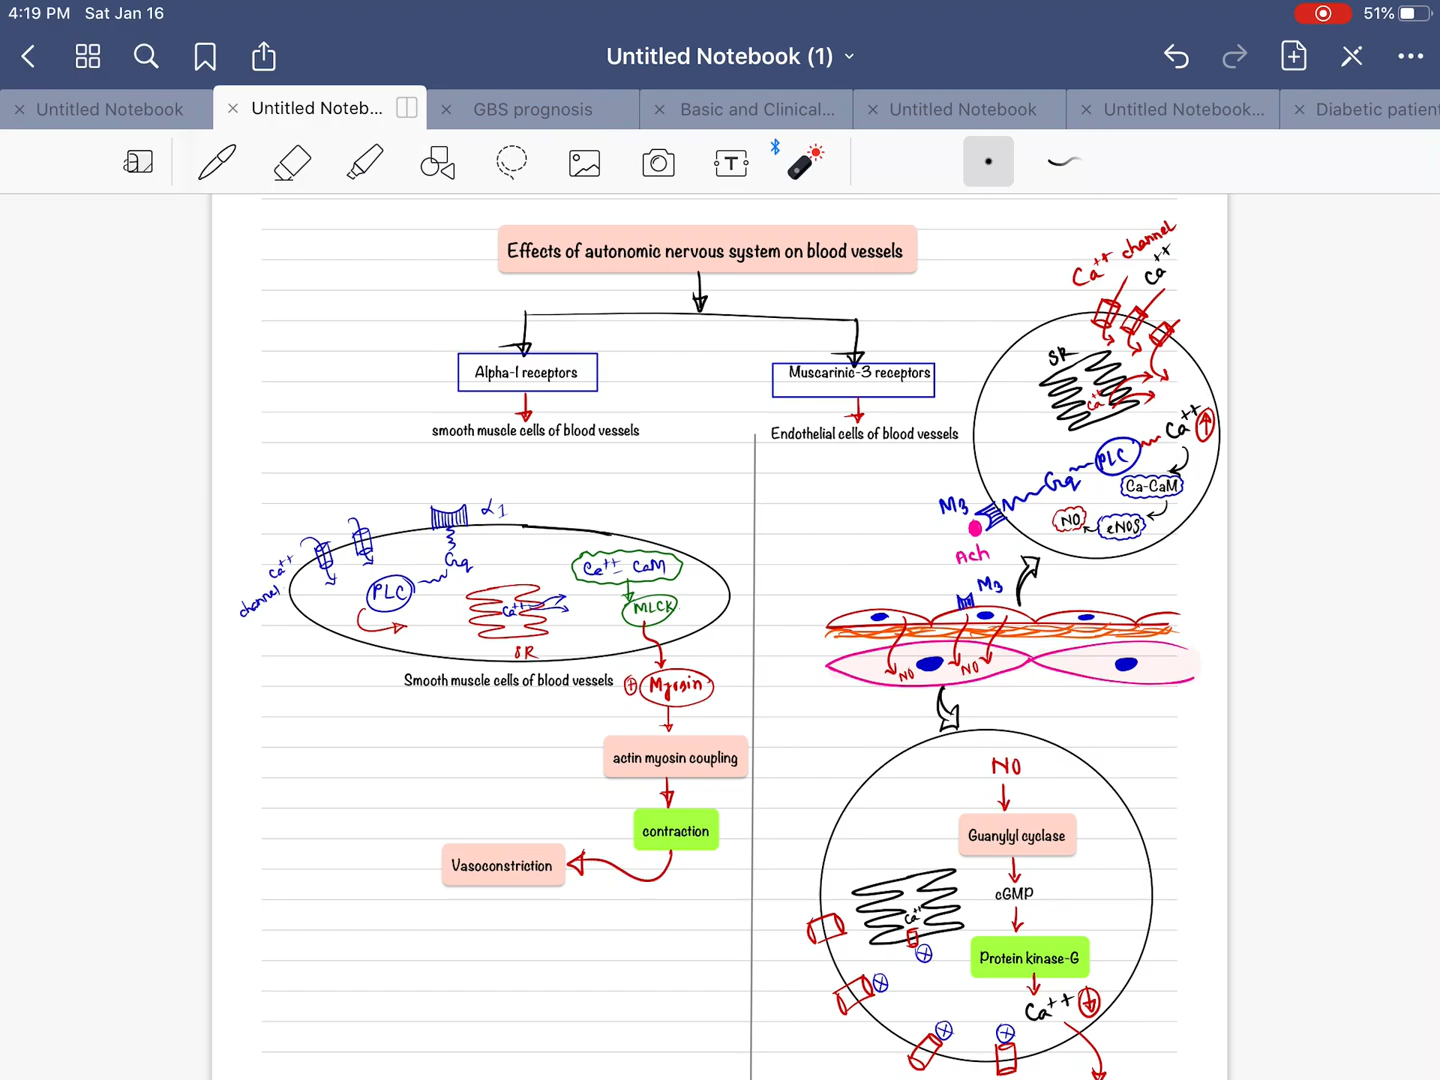 4:19 PM Sat Jan 16
51%
Untitled Notebook (1)
Untitled Notebook
Untitled Noteb...
GBS prognosis
Basic and Clinical...
Untitled Notebook
Untitled Notebook...
Diabetic patient
T
Effects of autonomic nervous system on blood vessels
Alpha-1 receptors
Muscarinic-3 receptors
smooth muscle cells of blood vessels
Endothelial cells of blood vessels
Ca++ channel
Ca++
SR
Ca++
Ca++
PLC
Gq
Ca-CaM
M3
NO
eNOS
Ach
α1
Ca++
channel
Gq
PLC
Ca++
SR
Ca++ = CaM
MLCK
Smooth muscle cells of blood vessels
+
Myosin
actin myosin coupling
contraction
Vasoconstriction
M3
NO
NO
NO
Guanylyl cyclase
cGMP
Ca++
Protein kinase-G
Ca++